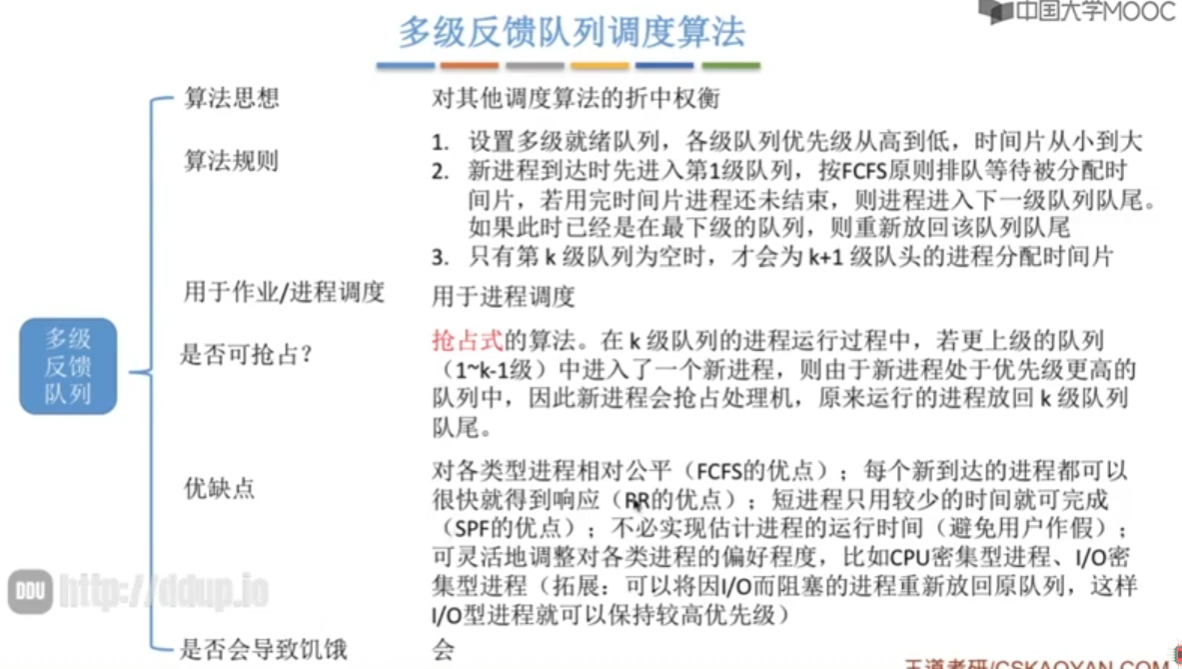 中国大学MOOC
多级反馈队列调度算法
算法思想
对其他调度算法的折中权衡
算法规则
1. 设置多级就绪队列，各级队列优先级从高到低，时间片从小到大
2. 新进程到达时先进入第1级队列，按FCFS原则排队等待被分配时
间片，若用完时间片进程还未结束，则进程进入下一级队列队尾。
如果此时已经是在最下级的队列，则重新放回该队列队尾
3. 只有第 k 级队列为空时，才会为 k+1 级队头的进程分配时间片
用于作业/进程调度
用于进程调度
多级
反馈
队列
是否可抢占？
抢占式的算法。在 k 级队列的进程运行过程中，若更上级的队列
（1~k-1级）中进入了一个新进程，则由于新进程处于优先级更高的
队列中，因此新进程会抢占处理机，原来运行的进程放回 k 级队列
队尾。
优缺点
对各类型进程相对公平（FCFS的优点）；每个新到达的进程都可以
很快就得到响应（RR的优点）；短进程只用较少的时间就可完成
（SPF的优点）；不必实现估计进程的运行时间（避免用户作假）；
可灵活地调整对各类进程的偏好程度，比如CPU密集型进程、I/O密
集型进程（拓展：可以将因I/O而阻塞的进程重新放回原队列，这样
I/O型进程就可以保持较高优先级）
DDU http://ddup.io
是否会导致饥饿
会
王道考研/CSKAOYAN.COM